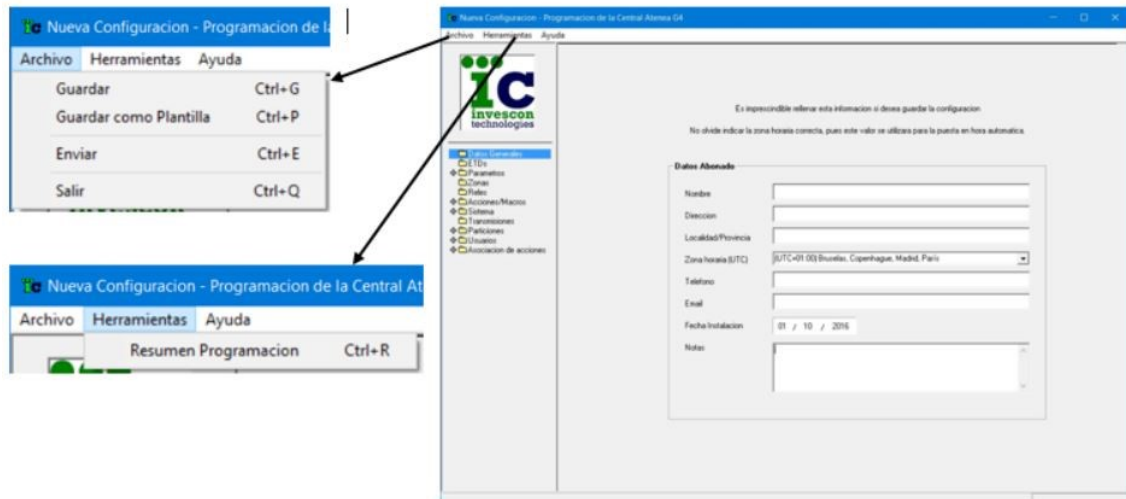 Nueva Configuracion - Programacion de la
Archivo Herramientas Ayuda
Guardar Ctrl+G
Guardar como Plantilla Ctrl+P
Enviar Ctrl+E
Salir Ctrl+Q
Nueva Configuracion - Programacion de la Central At
Archivo Herramientas Ayuda
Resumen Programacion Ctrl+R
Nueva Configuracion - Programacion de la Central Atenea G4
Archivo Herramientas Ayuda
ic
invescon
technologies
Datos Generales
ETDs
Parametros
Zonas
Reles
Acciones/Macros
Sistema
Transmisiones
Particiones
Usuarios
Asociacion de acciones
Es imprescindible rellenar esta infomacion si desea guardar la configuracion
No olvide indicar la zona horaria correcta, pues este valor se utilizara para la puesta en hora automatica.
Datos Abonado
Nombre
Direccion
Localidad/Provincia
Zona horaria (UTC) (UTC+01:00) Bruselas, Copenhague, Madrid, Paris
Telefono
Email
Fecha Instalacion 01 / 10 / 2016
Notas